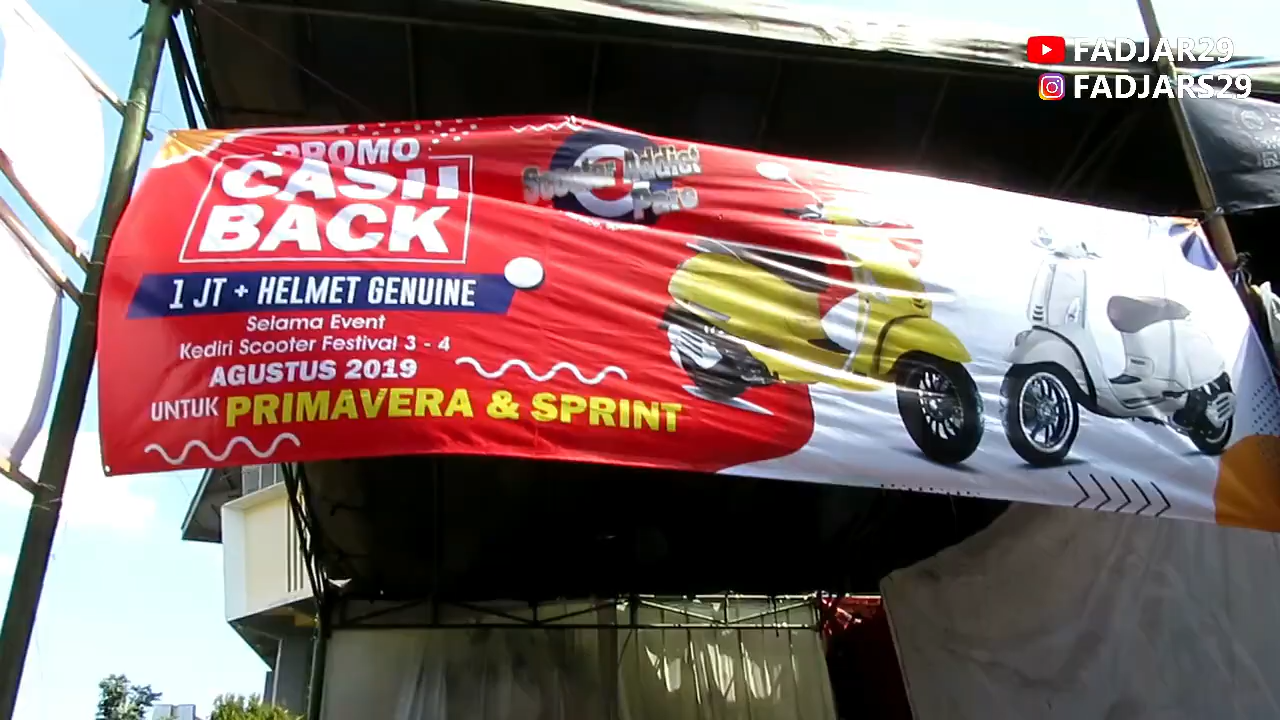 FADJAR29
FADJARS29
PROMO
CASH
BACK
Scooter Addict
Pare
1 JT + HELMET GENUINE
Selama Event
Kediri Scooter Festival 3 - 4
AGUSTUS 2019
UNTUK PRIMAVERA & SPRINT